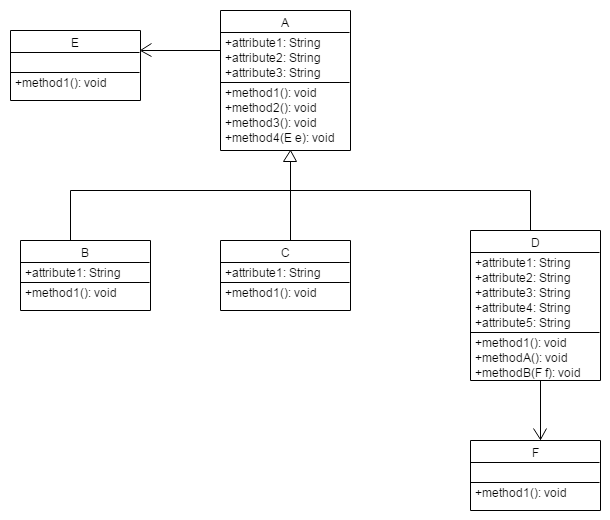 A
+attribute1: String
+attribute2: String
+attribute3: String
+method1(): void
+method2(): void
+method3(): void
+method4(E e): void
E
+method1(): void
B
+attribute1: String
+method1(): void
C
+attribute1: String
+method1(): void
D
+attribute1: String
+attribute2: String
+attribute3: String
+attribute4: String
+attribute5: String
+method1(): void
+methodA(): void
+methodB(F f): void
F
+method1(): void